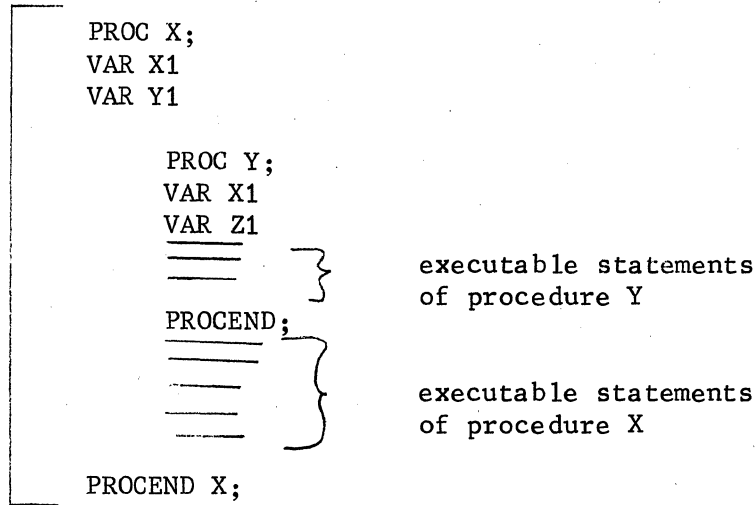 PROC X;
VAR X1
VAR Y1
PROC Y;
VAR X1
VAR Z1
executable statements
of procedure Y
PROCEND;
executable statements
of procedure X
PROCEND X;